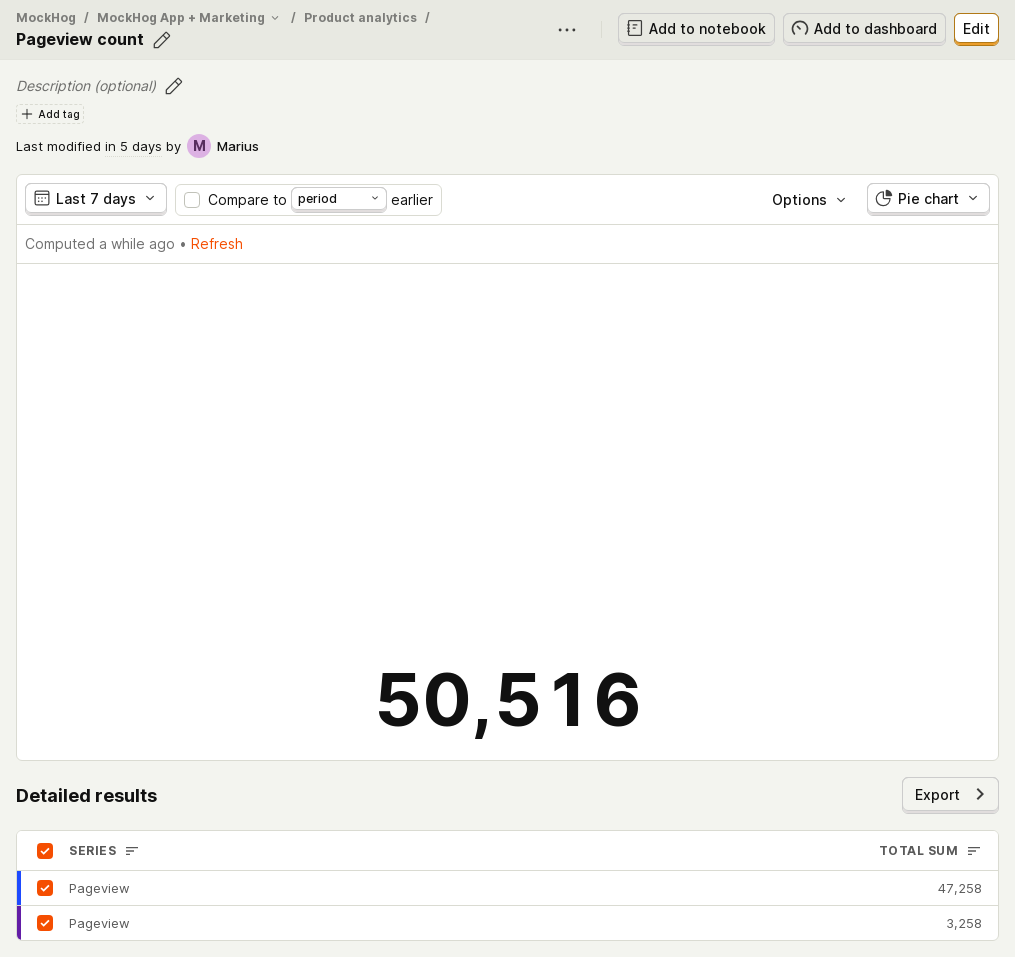 MockHog / MockHog App + Marketing / Product analytics /
Pageview count
Add to notebook
Add to dashboard
Edit
Description (optional)
Add tag
Last modified in 5 days by M Marius
Last 7 days
Compare to period earlier
Options
Pie chart
Computed a while ago • Refresh
50,516
Detailed results
Export
SERIES TOTAL SUM
Pageview 47,258
Pageview 3,258